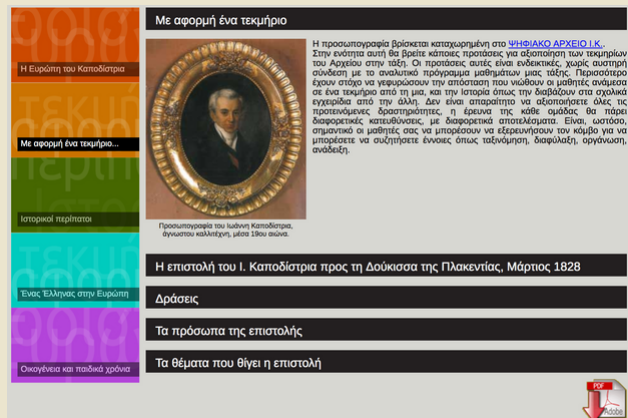 Η Ευρώπη του Καποδίστρια
Με αφορμή ένα τεκμήριο...
Ιστορικοί περίπατοι
Ένας Έλληνας στην Ευρώπη
Οικογένεια και παιδικά χρόνια
Με αφορμή ένα τεκμήριο
Η προσωπογραφία βρίσκεται καταχωρημένη στο ΨΗΦΙΑΚΟ ΑΡΧΕΙΟ Ι.Κ..
Στην ενότητα αυτή θα βρείτε κάποιες προτάσεις για αξιοποίηση των τεκμηρίων
του Αρχείου στην τάξη. Οι προτάσεις αυτές είναι ενδεικτικές, χωρίς αυστηρή
σύνδεση με το αναλυτικό πρόγραμμα μαθημάτων μιας τάξης. Περισσότερο
έχουν στόχο να γεφυρώσουν την απόσταση που νιώθουν οι μαθητές ανάμεσα
σε ένα τεκμήριο από τη μια, και την Ιστορία όπως την διαβάζουν στα σχολικά
εγχειρίδια από την άλλη. Δεν είναι απαραίτητο να αξιοποιήσετε όλες τις
προτεινόμενες δραστηριότητες, η έρευνα της κάθε ομάδας θα πάρει
διαφορετικές κατευθύνσεις, με διαφορετικά αποτελέσματα. Είναι, ωστόσο,
σημαντικό οι μαθητές σας να μπορέσουν να εξερευνήσουν τον κόμβο για να
μπορέσετε να συζητήσετε έννοιες όπως ταξινόμηση, διαφύλαξη, οργάνωση,
ανάδειξη.
Προσωπογραφία του Ιωάννη Καποδίστρια,
άγνωστου καλλιτέχνη, μέσα 19ου αιώνα.
Η επιστολή του Ι. Καποδίστρια προς τη Δούκισσα της Πλακεντίας, Μάρτιος 1828
Δράσεις
Τα πρόσωπα της επιστολής
Τα θέματα που θίγει η επιστολή
PDF
Adobe